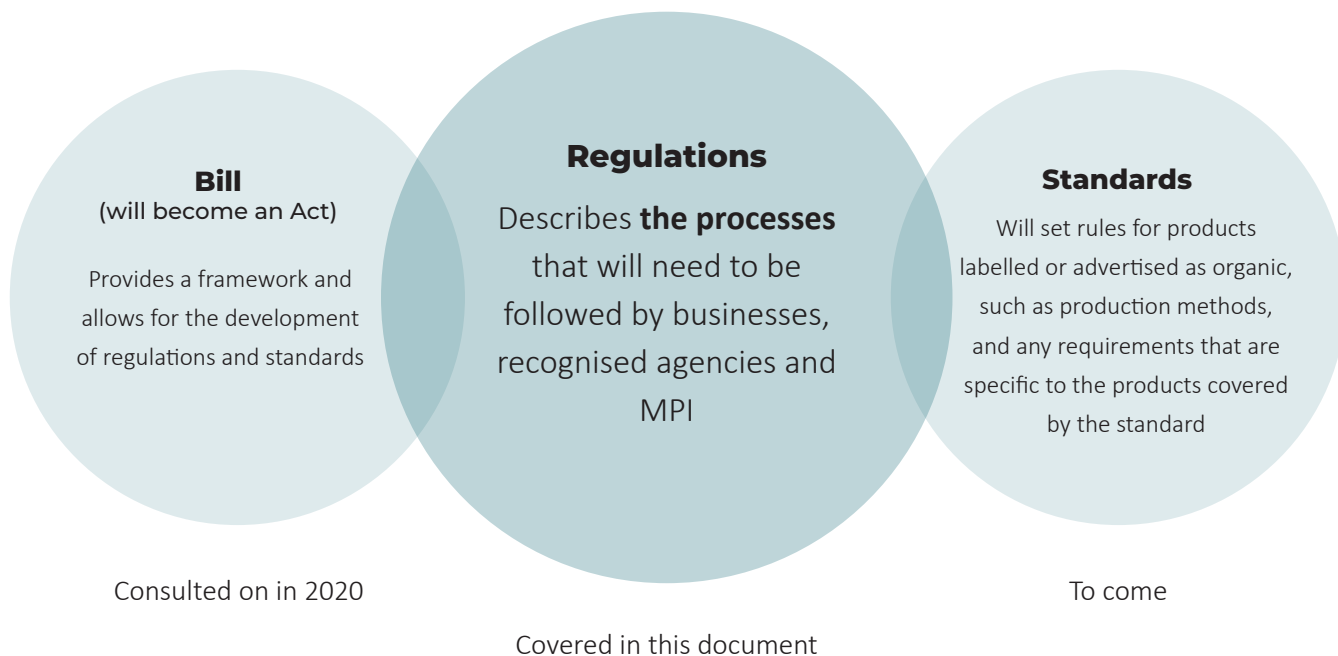 Bill
(will become an Act)
Provides a framework and
allows for the development
of regulations and standards
Consulted on in 2020
Regulations
Describes the processes
that will need to be
followed by businesses,
recognised agencies and
MPI
Covered in this document
Standards
Will set rules for products
labelled or advertised as organic,
such as production methods,
and any requirements that are
specific to the products covered
by the standard
To come